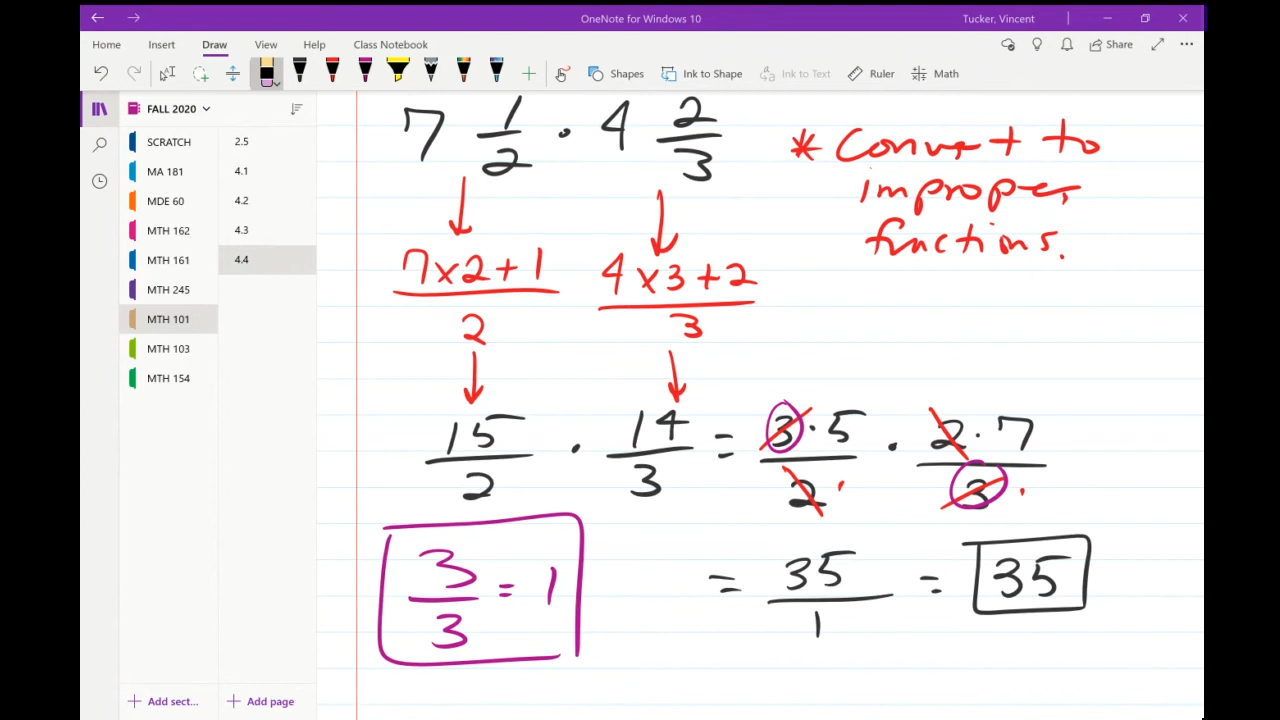 OneNote for Windows 10
Tucker, Vincent
Home Insert Draw View Help Class Notebook
Share
Shapes Ink to Shape Ink to Text Ruler Math
FALL 2020
SCRATCH
MA 181
MDE 60
MTH 162
MTH 161
MTH 245
MTH 101
MTH 103
MTH 154
2.5
4.1
4.2
4.3
4.4
Add sect...
Add page
7 1/2 · 4 2/3
* Convert to
improper
functions.
7x2+1/2 4x3+2/3
15/2 · 14/3 = 3·5/2· · 2·7/3·
= 35/1 = 35
3/3 = 1